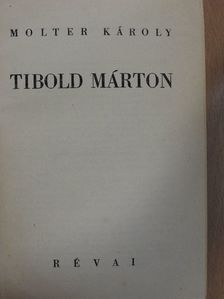 MOLTER KÁROLY
TIBOLD MÁRTON
RÉVAI